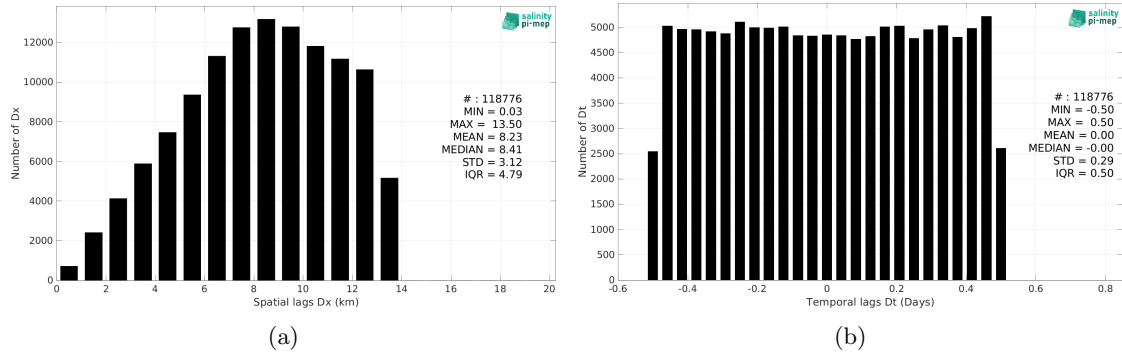 12000
10000
8000
6000
4000
2000
0
Number of Dx
salinity
pi-mep
# : 118776
MIN = 0.03
MAX = 13.50
MEAN = 8.23
MEDIAN = 8.41
STD = 3.12
IQR = 4.79
0 2 4 6 8 10 12 14 16 18 20
Spatial lags Dx (km)
(a)
5000
4500
4000
3500
3000
2500
2000
1500
1000
500
0
Number of Dt
salinity
pi-mep
# : 118776
MIN = -0.50
MAX = 0.50
MEAN = 0.00
MEDIAN = -0.00
STD = 0.29
IQR = 0.50
-0.6 -0.4 -0.2 0 0.2 0.4 0.6 0.8
Temporal lags Dt (Days)
(b)